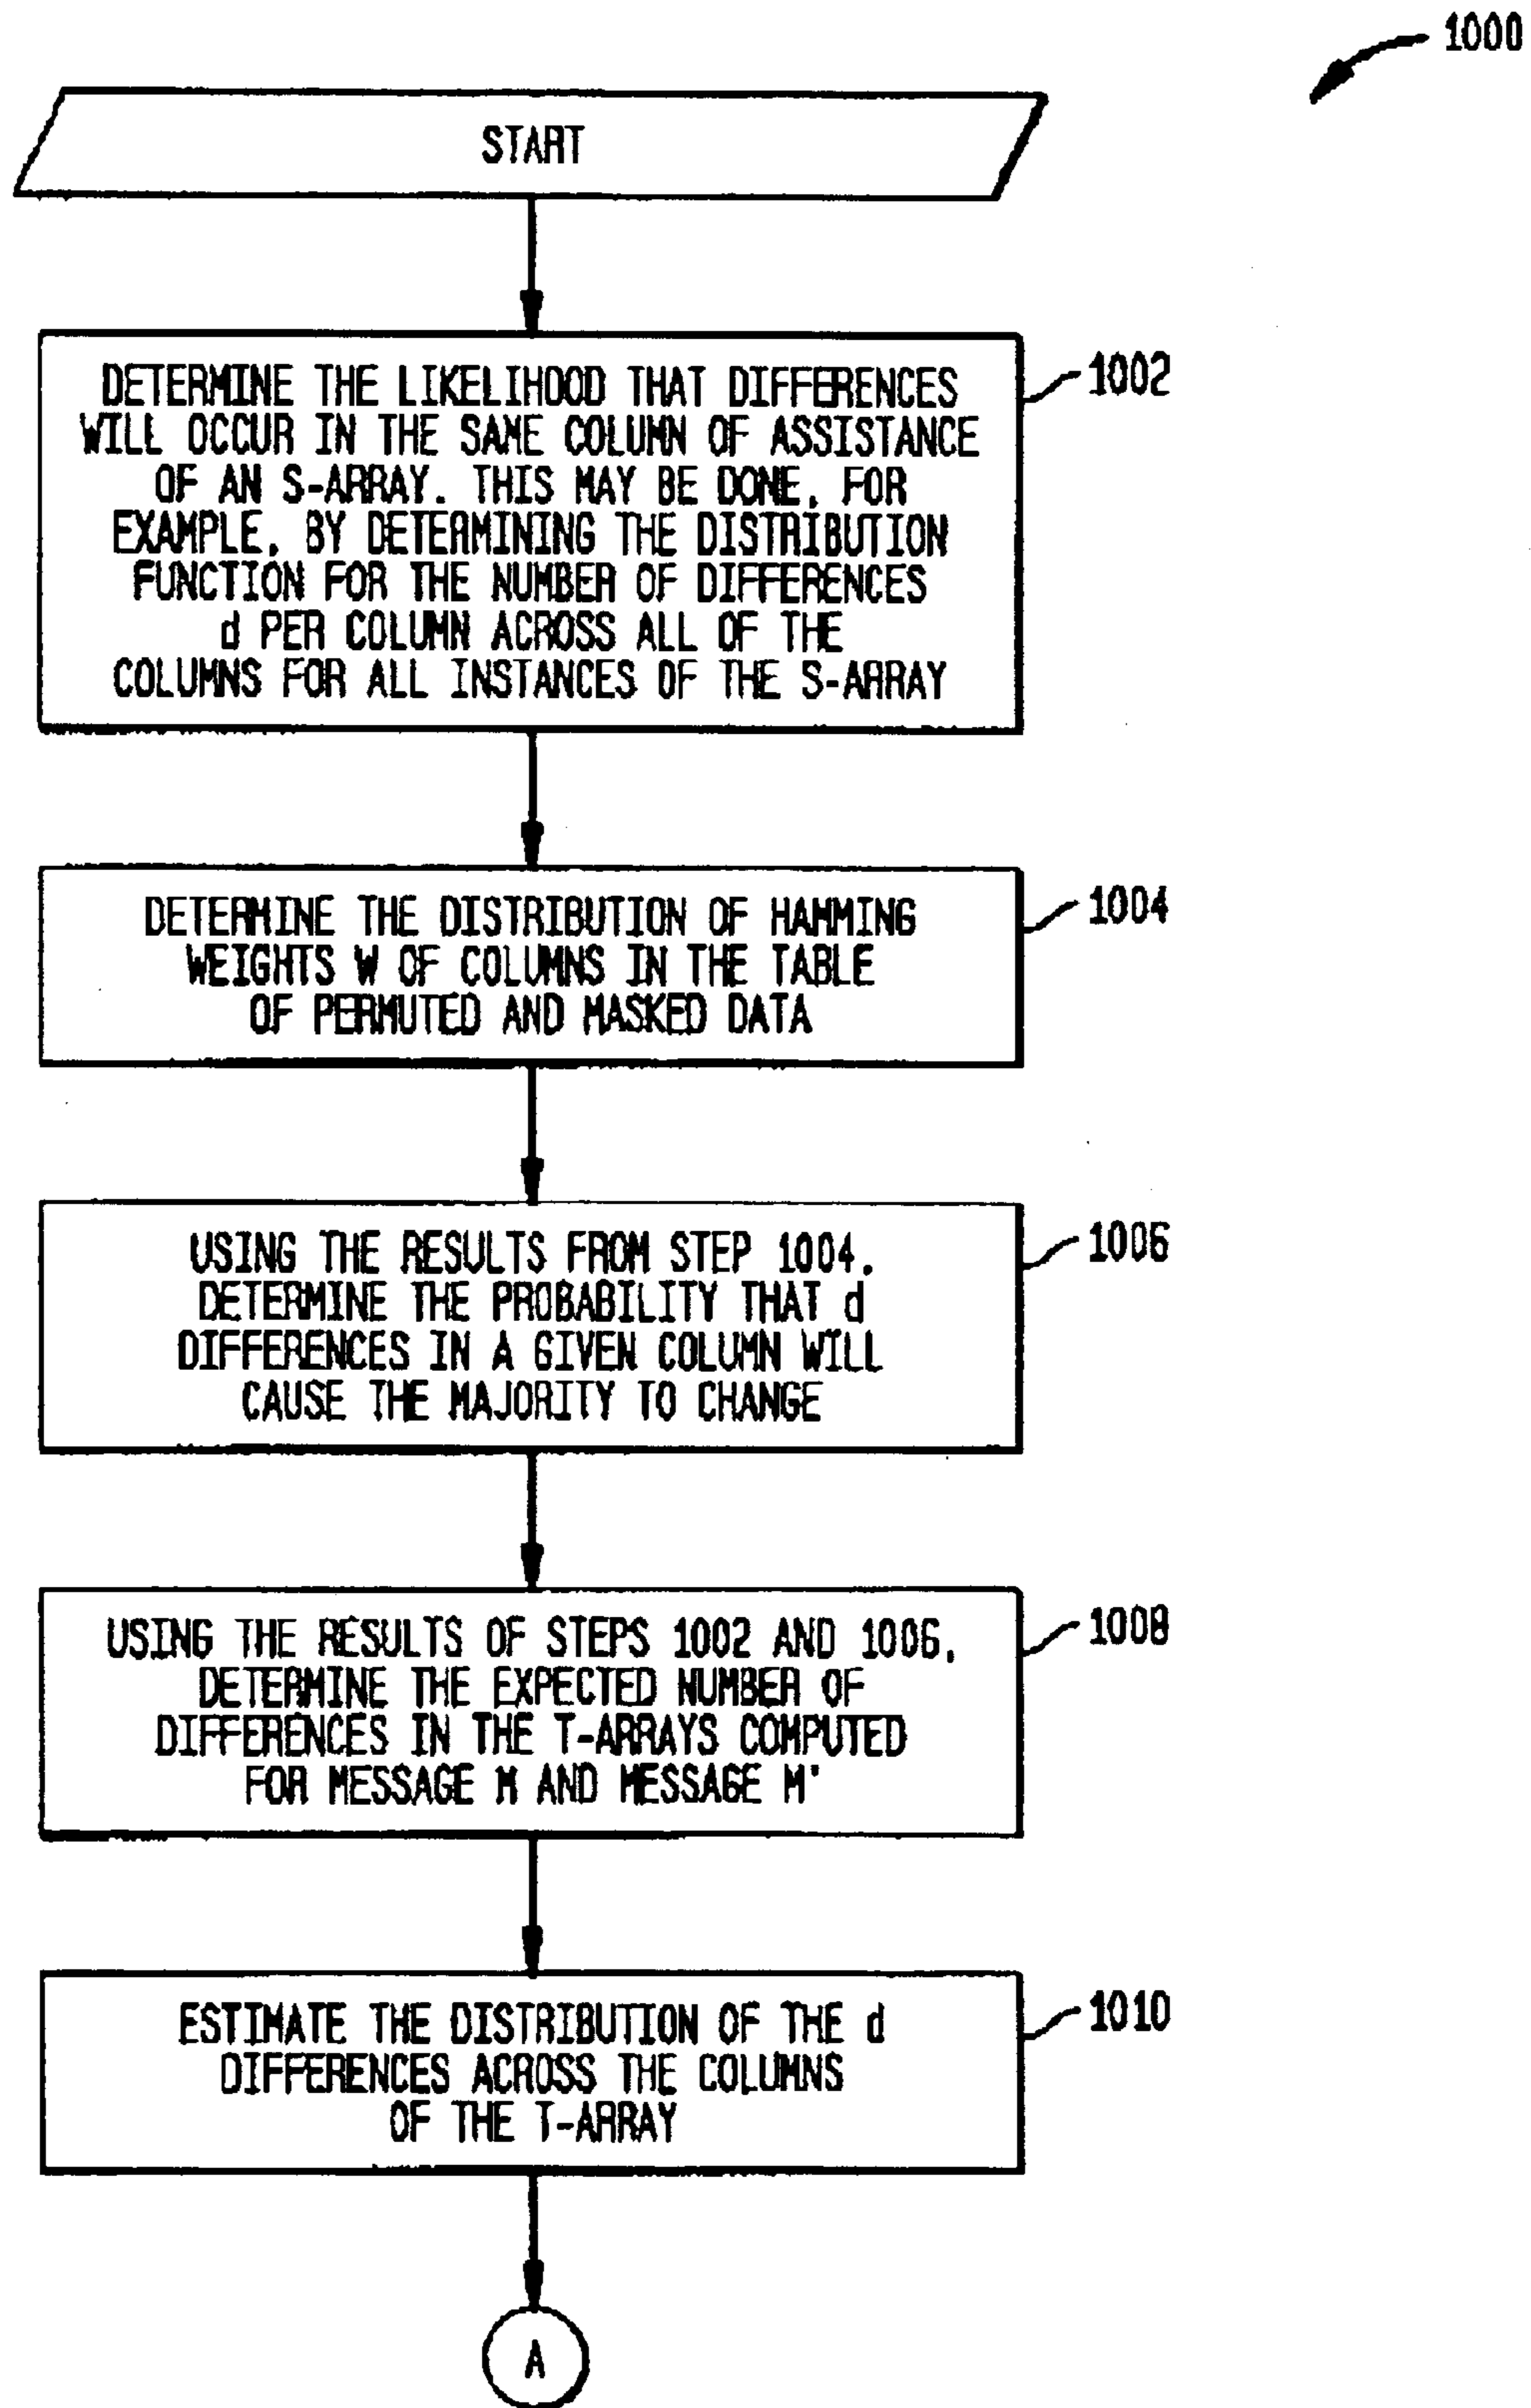 1000
START
1002
DETERMINE THE LIKELIHOOD THAT DIFFERENCES
WILL OCCUR IN THE SAME COLUMN OF ASSISTANCE
OF AN S-ARRAY. THIS MAY BE DONE, FOR
EXAMPLE, BY DETERMINING THE DISTRIBUTION
FUNCTION FOR THE NUMBER OF DIFFERENCES
d PER COLUMN ACROSS ALL OF THE
COLUMNS FOR ALL INSTANCES OF THE S-ARRAY
1004
DETERMINE THE DISTRIBUTION OF HAMMING
WEIGHTS W OF COLUMNS IN THE TABLE
OF PERMUTED AND MASKED DATA
1006
USING THE RESULTS FROM STEP 1004,
DETERMINE THE PROBABILITY THAT d
DIFFERENCES IN A GIVEN COLUMN WILL
CAUSE THE MAJORITY TO CHANGE
1008
USING THE RESULTS OF STEPS 1002 AND 1006,
DETERMINE THE EXPECTED NUMBER OF
DIFFERENCES IN THE T-ARRAYS COMPUTED
FOR MESSAGE M AND MESSAGE M'
1010
ESTIMATE THE DISTRIBUTION OF THE d
DIFFERENCES ACROSS THE COLUMNS
OF THE T-ARRAY
A